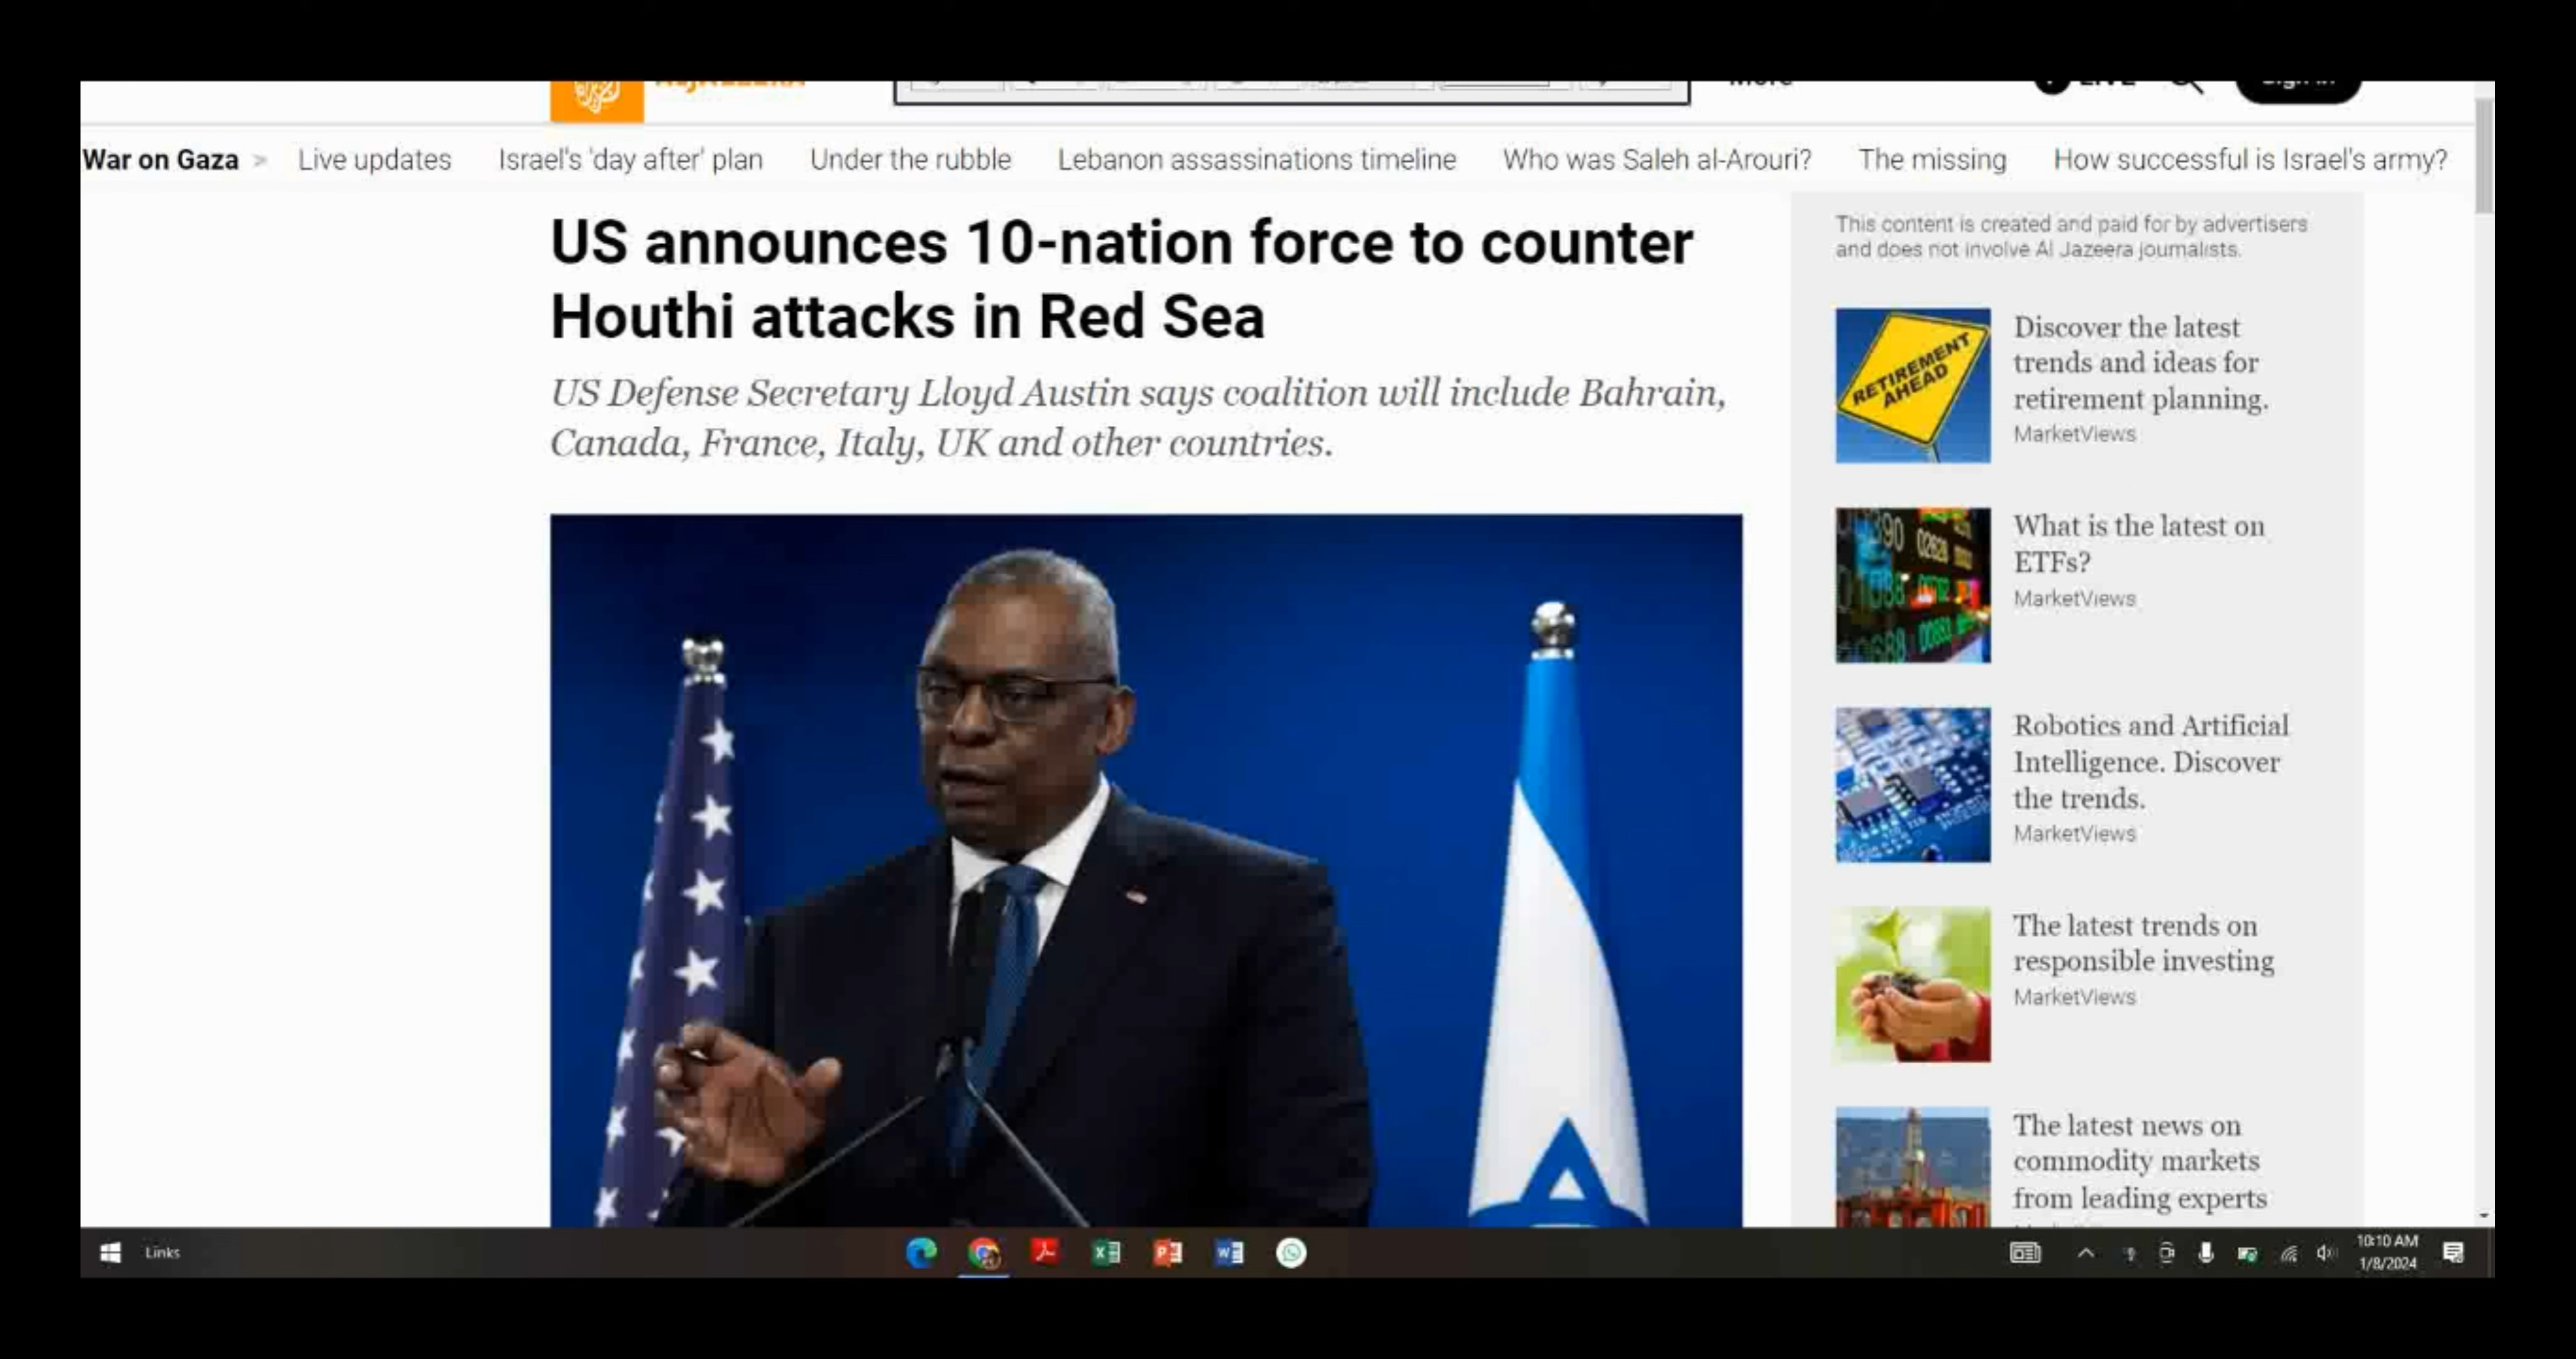 ALJAZEERA
More
LIVE
Sign in
War on Gaza > Live updates Israel's 'day after' plan Under the rubble Lebanon assassinations timeline Who was Saleh al-Arouri? The missing How successful is Israel's army?
US announces 10-nation force to counter
Houthi attacks in Red Sea
US Defense Secretary Lloyd Austin says coalition will include Bahrain,
Canada, France, Italy, UK and other countries.
This content is created and paid for by advertisers
and does not involve Al Jazeera journalists.
RETIREMENT
AHEAD
Discover the latest
trends and ideas for
retirement planning.
MarketViews
What is the latest on
ETFs?
MarketViews
Robotics and Artificial
Intelligence. Discover
the trends.
MarketViews
The latest trends on
responsible investing
MarketViews
The latest news on
commodity markets
from leading experts
Links
10:10 AM
1/8/2024